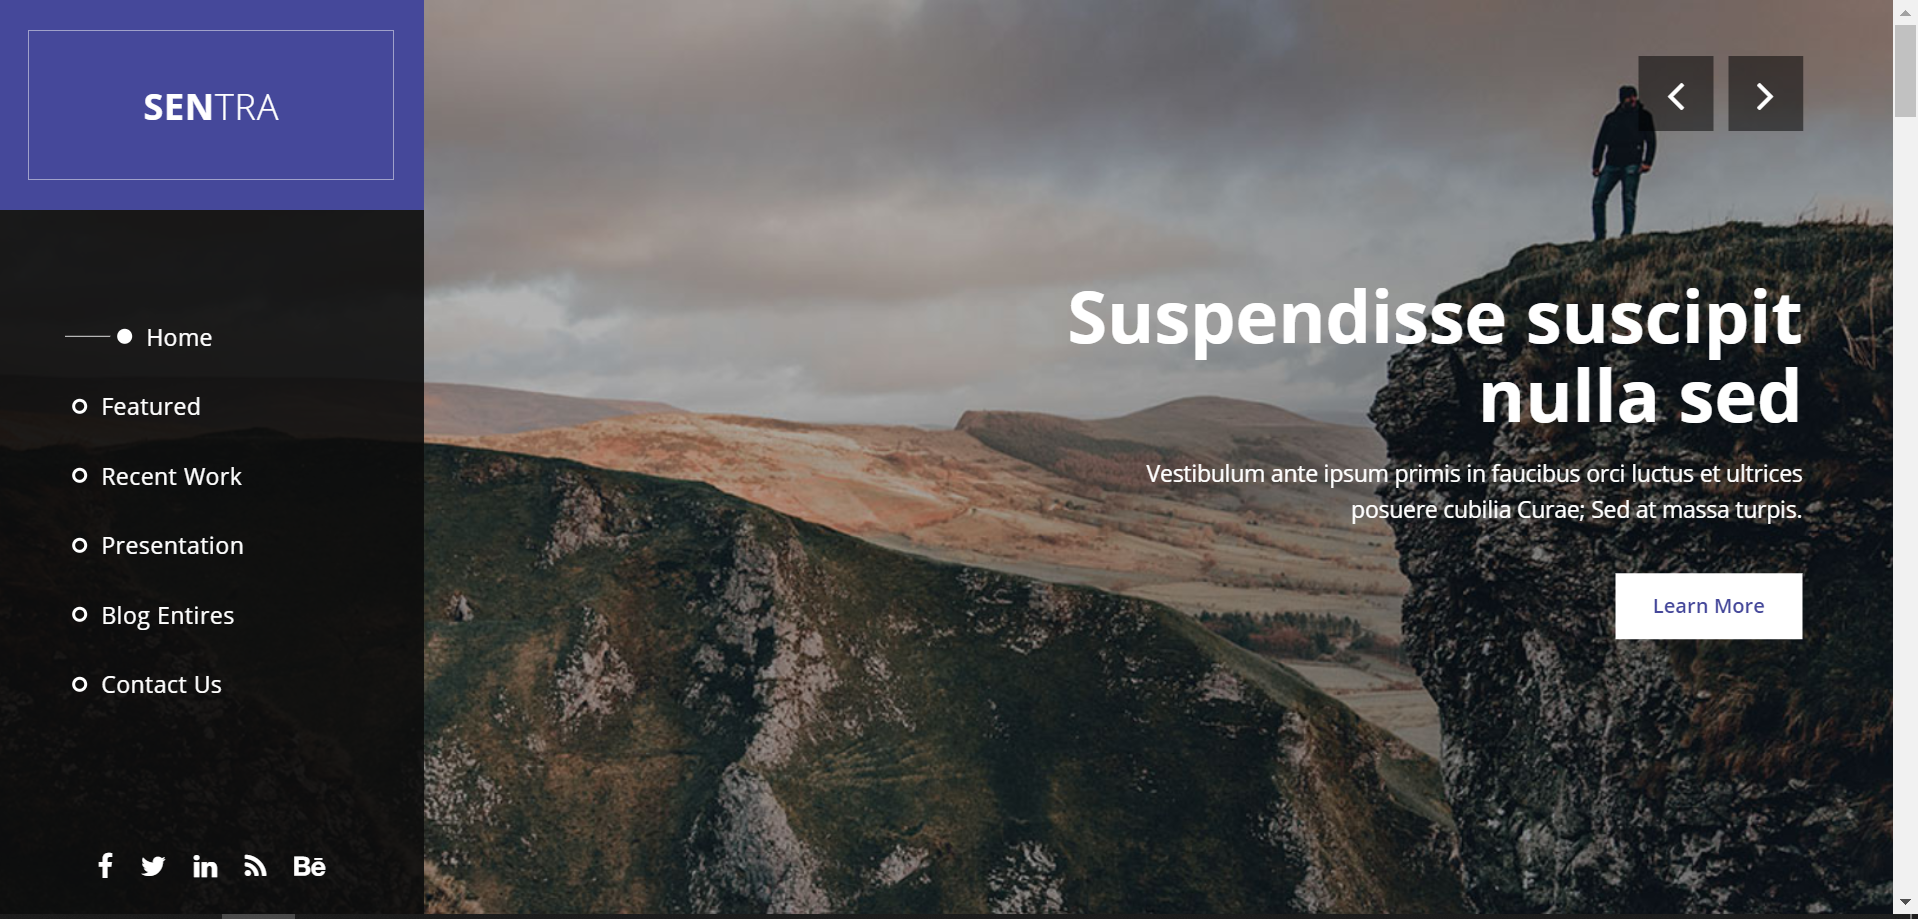 SENTRA
Home
Featured
Recent Work
Presentation
Blog Entires
Contact Us
Bē
Suspendisse suscipit
nulla sed
Vestibulum ante ipsum primis in faucibus orci luctus et ultrices
posuere cubilia Curae; Sed at massa turpis.
Learn More